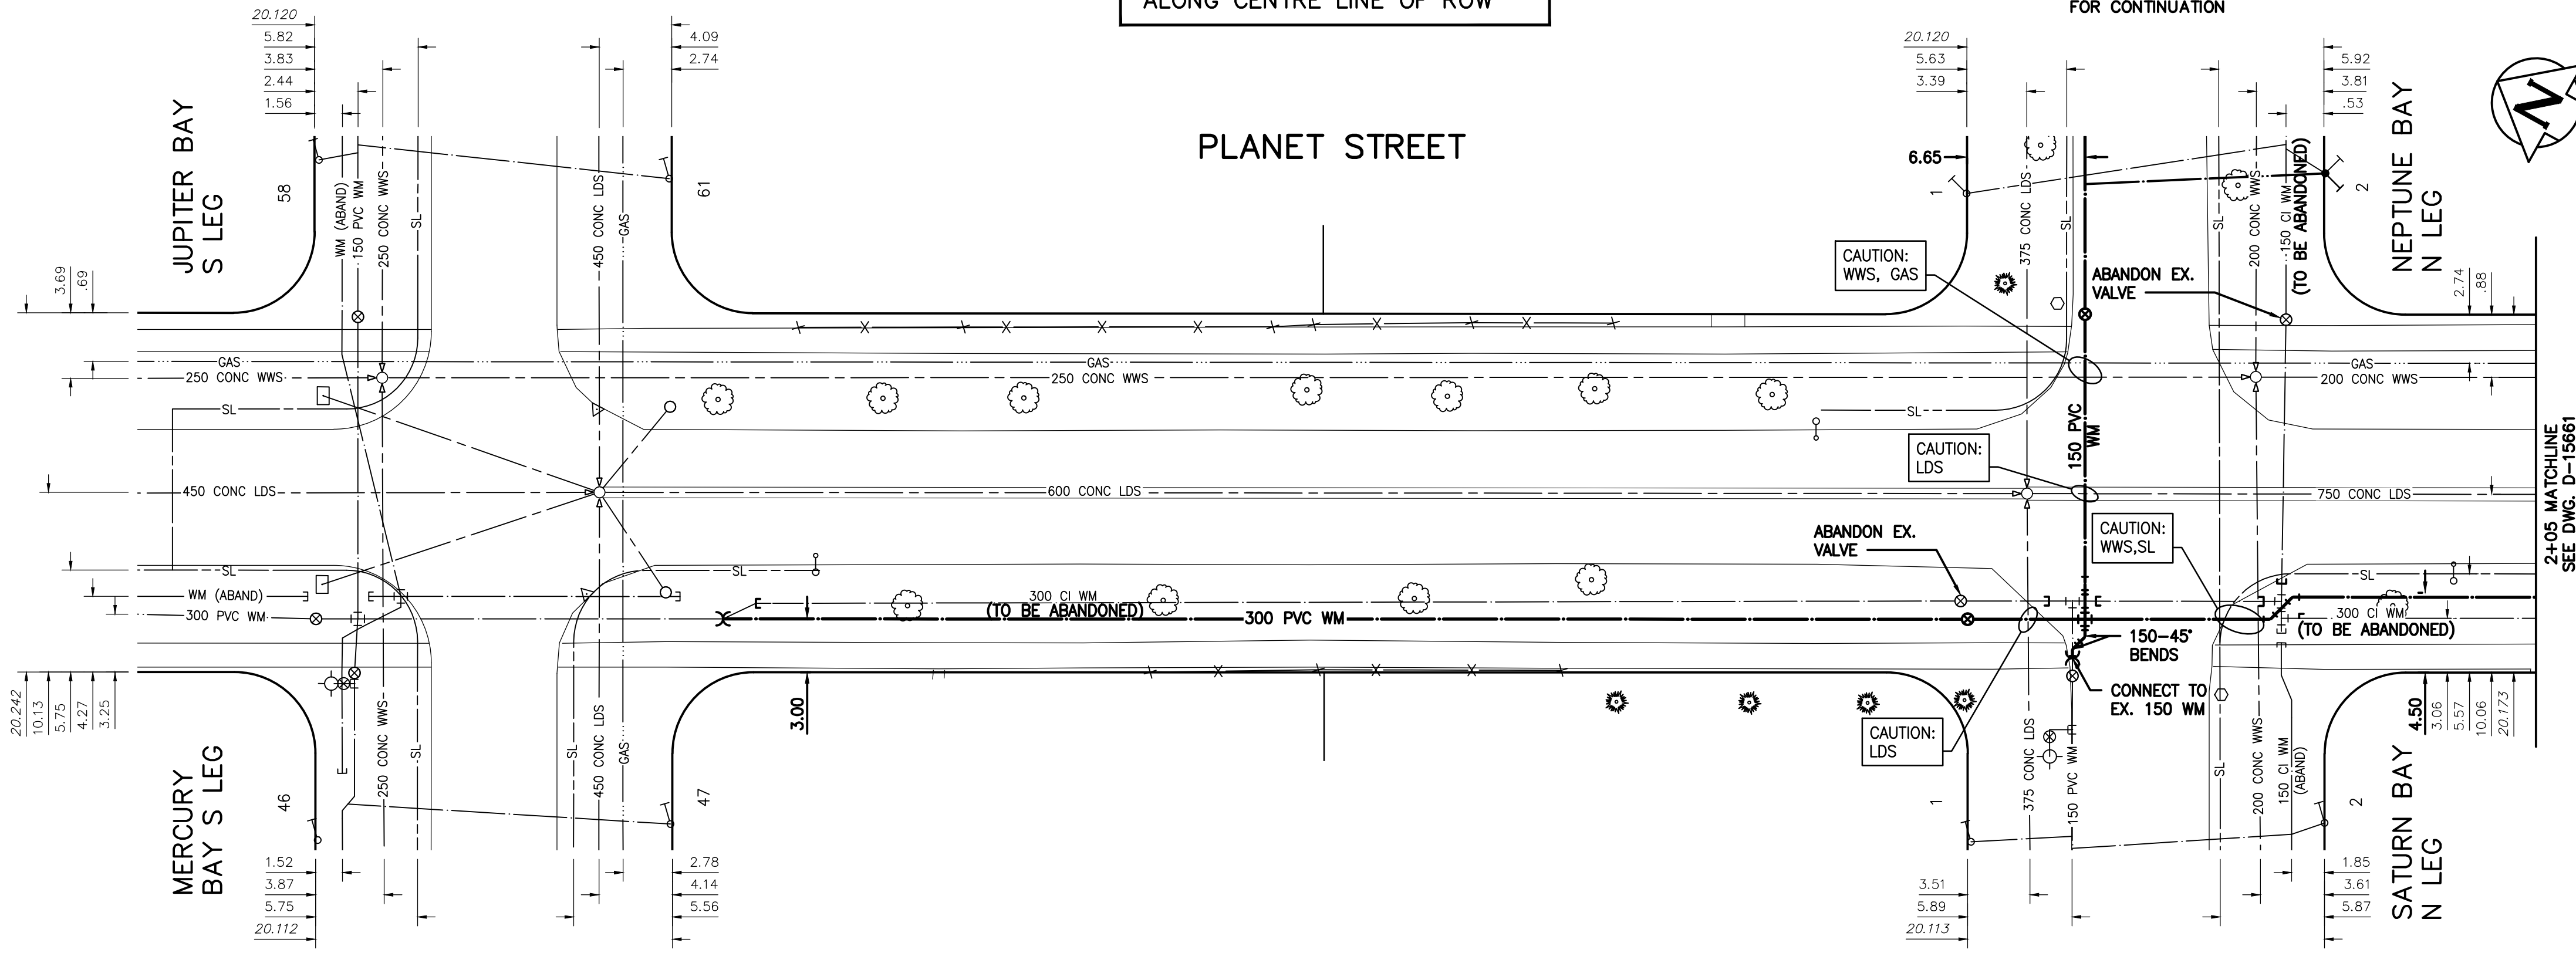 ALONG CENTRE LINE OF ROW
FOR CONTINUATION
20.120
5.82
3.83
2.44
1.56
4.09
2.74
20.120
5.63
3.39
5.92
3.81
.53
N
JUPITER BAY
S LEG
58
WM (ABAND)
150 PVC WM
250 CONC WWS
SL
450 CONC LDS
GAS
61
PLANET STREET
6.65
1
375 CONC LDS
SL
SL
200 CONC WWS
150 CI WM
(TO BE ABANDONED)
2
NEPTUNE BAY
N LEG
3.69
.69
CAUTION:
WWS, GAS
ABANDON EX.
VALVE
2.74
.88
GAS
250 CONC WWS
GAS
250 CONC WWS
GAS
200 CONC WWS
SL
SL
150 PVC
WM
CAUTION:
LDS
450 CONC LDS
600 CONC LDS
750 CONC LDS
2+05 MATCHLINE
SEE DWG. D-15661
ABANDON EX.
VALVE
CAUTION:
WWS,SL
SL
SL
SL
WM (ABAND)
300 PVC WM
300 CI WM
(TO BE ABANDONED)
300 PVC WM
300 CI WM
(TO BE ABANDONED)
150-45°
BENDS
CONNECT TO
EX. 150 WM
20.242
10.13
5.75
4.27
3.25
3.00
4.50
3.06
5.57
10.06
20.173
CAUTION:
LDS
MERCURY
BAY S LEG
46
250 CONC WWS
SL
SL
450 CONC LDS
GAS
47
1
375 CONC LDS
150 PVC WM
SL
200 CONC WWS
150 CI WM
(ABAND)
2
SATURN BAY
N LEG
1.52
3.87
5.75
20.112
2.78
4.14
5.56
3.51
5.89
20.113
1.85
3.61
5.87